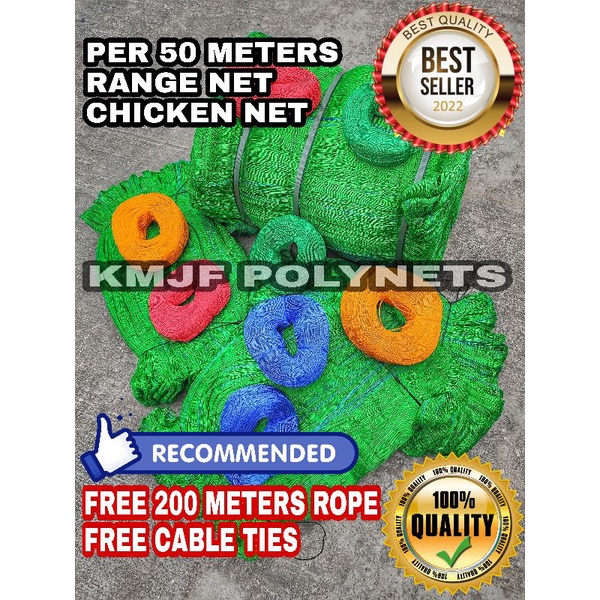 PER 50 METERS
RANGE NET
CHICKEN NET
BEST QUALITY
BEST
SELLER
2022
KMJF POLYNETS
RECOMMENDED
FREE 200 METERS ROPE
FREE CABLE TIES
100% QUALITY
100%
QUALITY